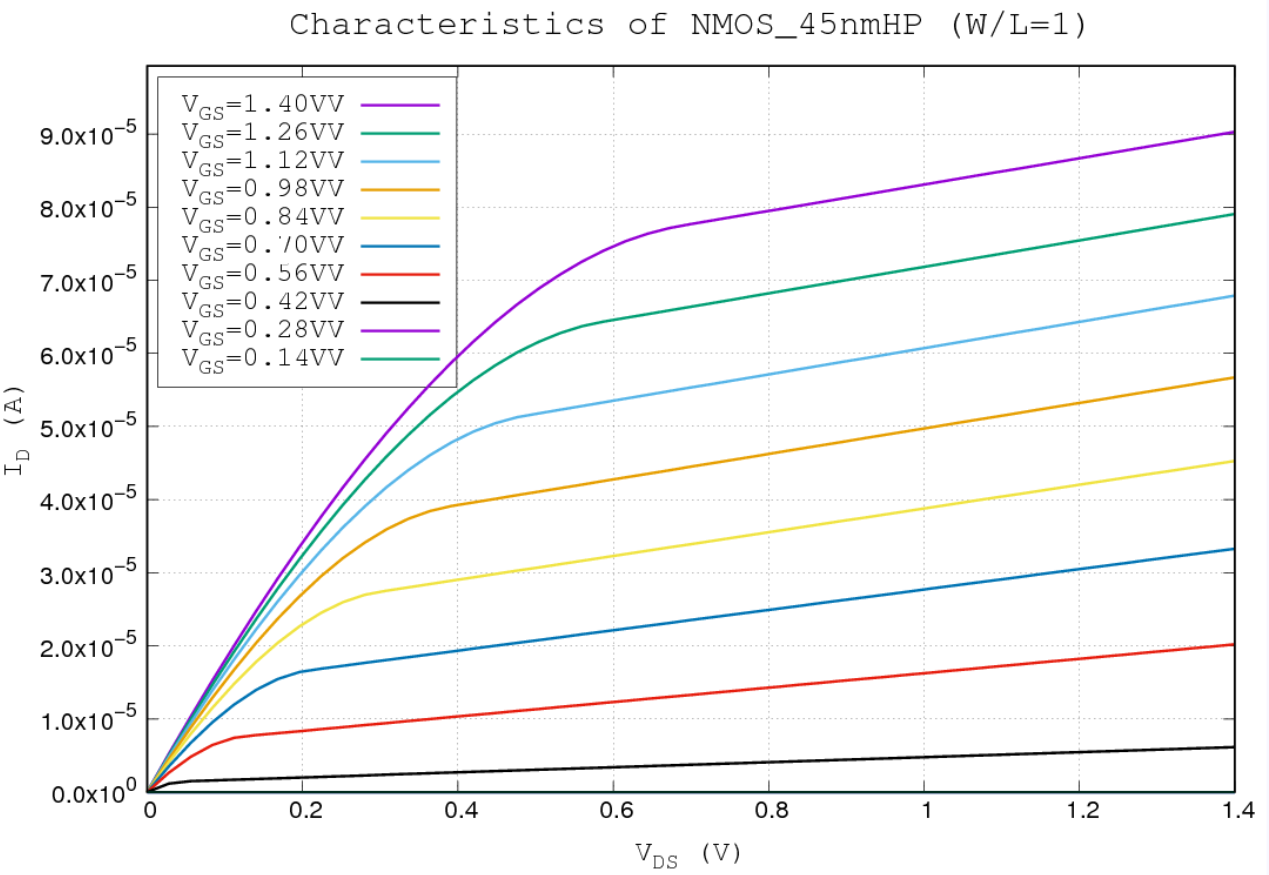 Characteristics of NMOS_45nmHP (W/L=1)
V_GS=1.40VV
V_GS=1.26VV
V_GS=1.12VV
V_GS=0.98VV
V_GS=0.84VV
V_GS=0.70VV
V_GS=0.56VV
V_GS=0.42VV
V_GS=0.28VV
V_GS=0.14VV
9.0x10⁻⁵
8.0x10⁻⁵
7.0x10⁻⁵
6.0x10⁻⁵
5.0x10⁻⁵
4.0x10⁻⁵
3.0x10⁻⁵
2.0x10⁻⁵
1.0x10⁻⁵
0.0x10⁰
I_D (A)
0 0.2 0.4 0.6 0.8 1 1.2 1.4
V_DS (V)